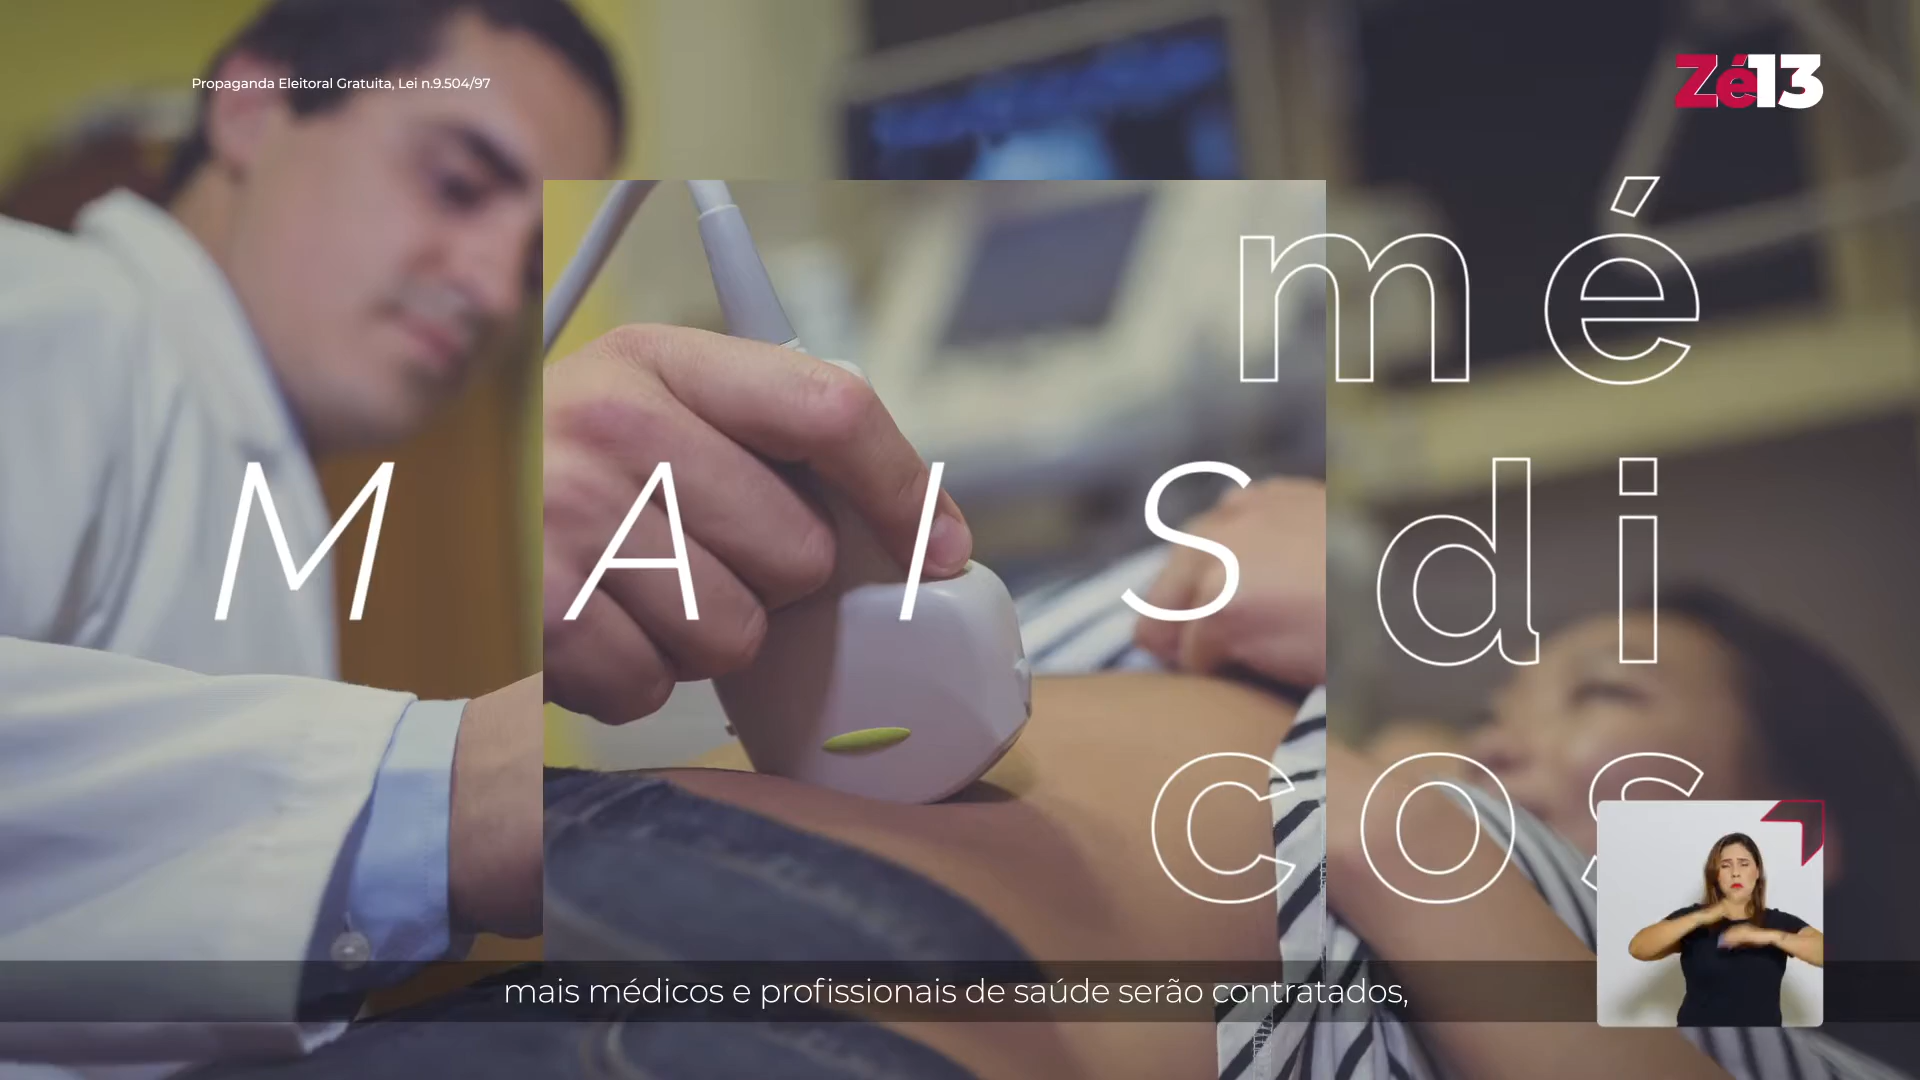 Propaganda Eleitoral Gratuita, Lei n.9.504/97
Zé13
MAIS
mé
di
cos
mais médicos e profissionais de saúde serão contratados,